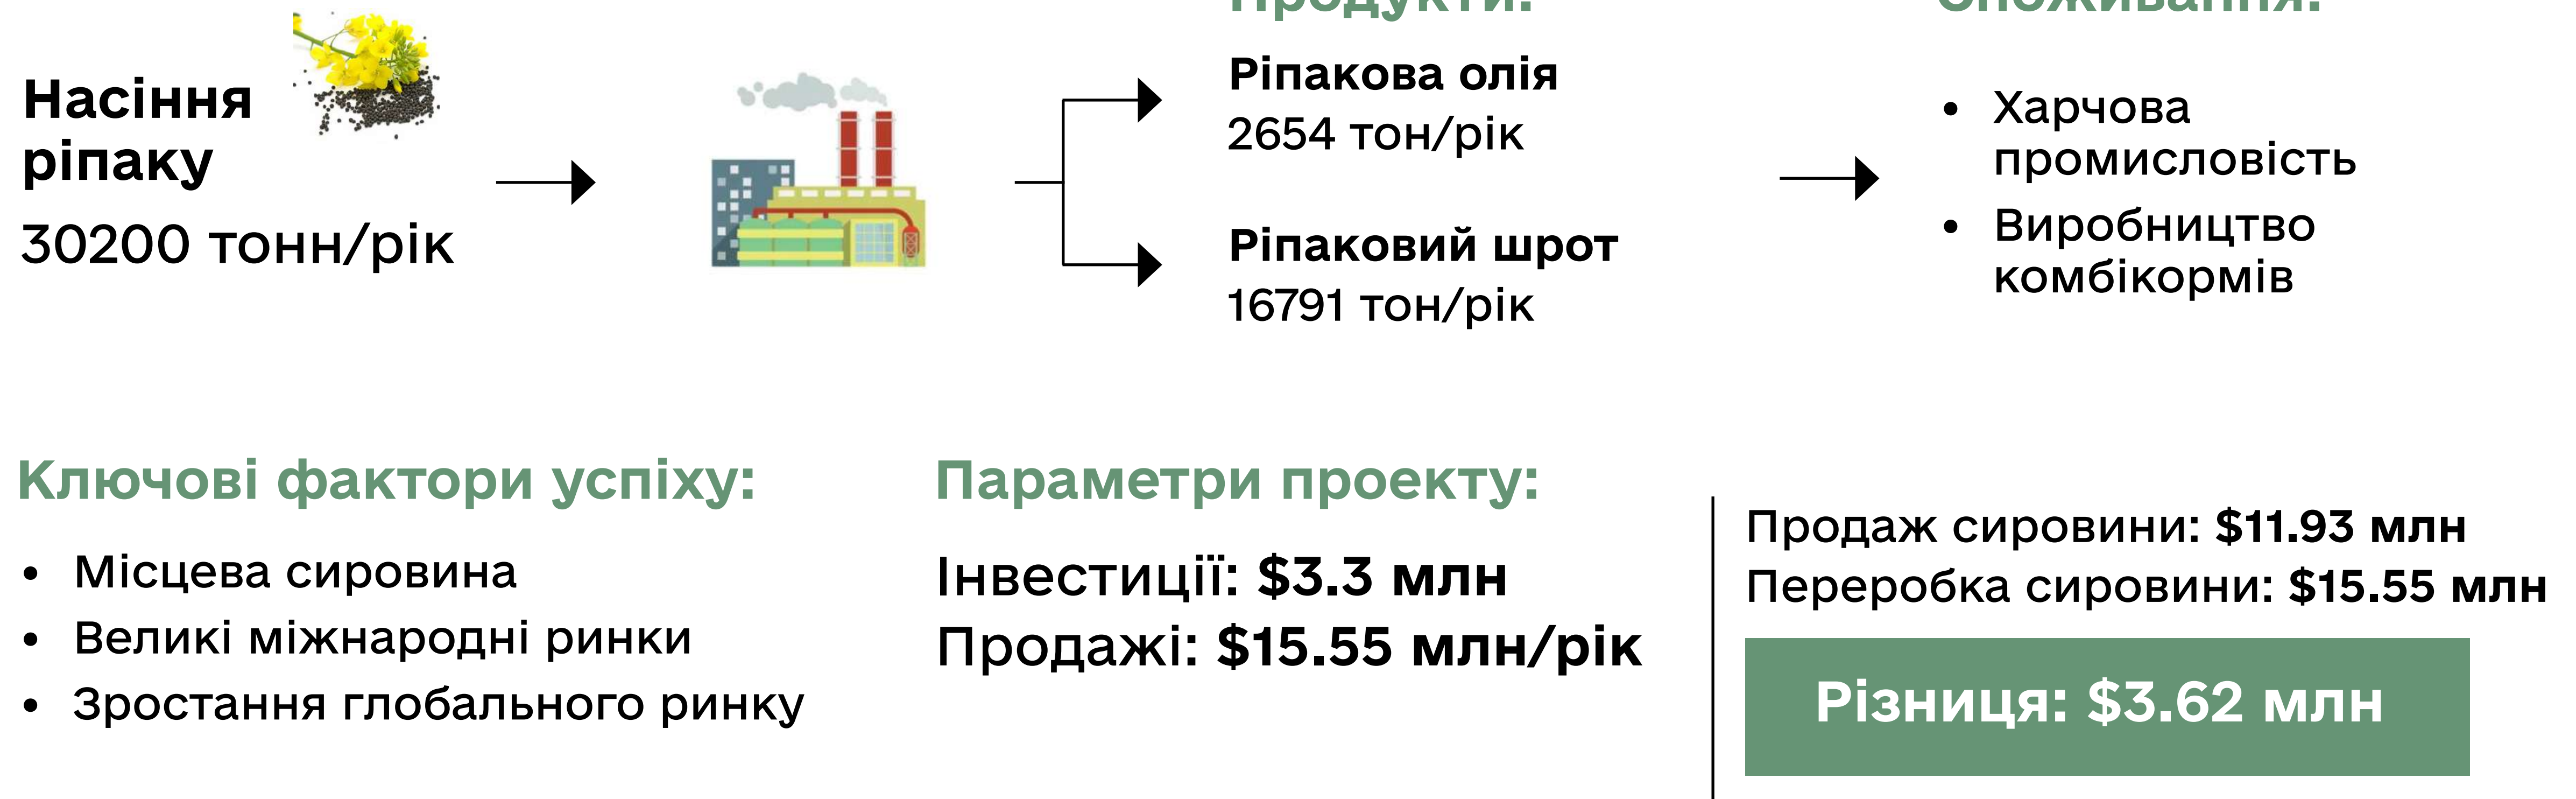 Продукти:
Споживання:
Насіння
ріпаку
30200 тонн/рік
Ріпакова олія
2654 тон/рік
Ріпаковий шрот
16791 тон/рік
• Харчова
промисловість
• Виробництво
комбікормів
Ключові фактори успіху:
• Місцева сировина
• Великі міжнародні ринки
• Зростання глобального ринку
Параметри проекту:
Інвестиції: $3.3 млн
Продажі: $15.55 млн/рік
Продаж сировини: $11.93 млн
Переробка сировини: $15.55 млн
Різниця: $3.62 млн